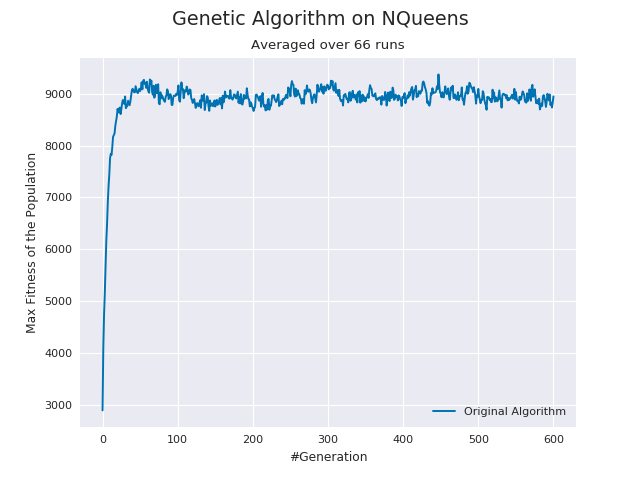 Genetic Algorithm on NQueens
Averaged over 66 runs
Max Fitness of the Population
9000
8000
7000
6000
5000
4000
3000
0 100 200 300 400 500 600
#Generation
Original Algorithm